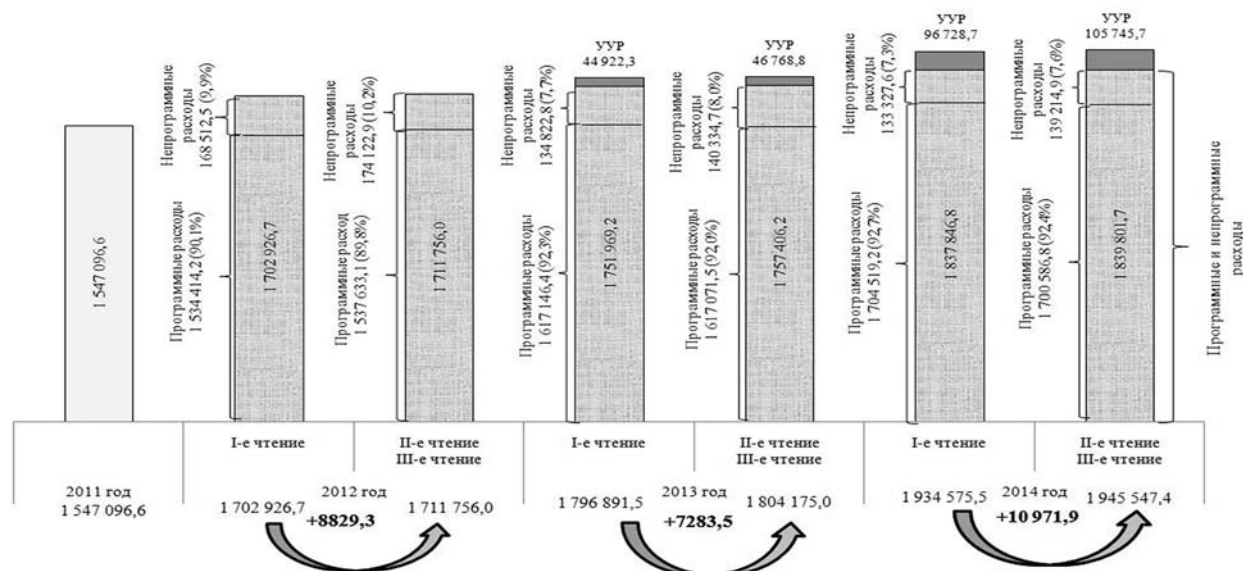 1 547 096,6
Непрограммные
расходы
168 512,5 (9,9%)
Программные расходы
1 534 414,2 (90,1%)
1 702 926,7
Непрограммные
расходы
174 122,9 (10,2%)
Программные расход
1 537 633,1 (89,8%)
1 711 756,0
УУР
44 922,3
Непрограммные
расходы
134 822,8 (7,7%)
Программные расходы
1 617 146,4 (92,3%)
1 751 969,2
УУР
46 768,8
Непрограммные
расходы
140 334,7 (8,0%)
Программные расходы
1 617 071,5 (92,0%)
1 757 406,2
УУР
96 728,7
Непрограммные
расходы
133 327,6 (7,3%)
Программные расходы
1 704 519,2 (92,7%)
1 837 846,8
УУР
105 745,7
Непрограммные
расходы
139 214,9 (7,6%)
Программные расходы
1 700 586,8 (92,4%)
1 839 801,7
Программные и непрограммные
расходы
I-е чтение
II-е чтение
III-е чтение
I-е чтение
II-е чтение
III-е чтение
I-е чтение
II-е чтение
III-е чтение
2011 год
1 547 096,6
2012 год
1 702 926,7
+8829,3
1 711 756,0
2013 год
1 796 891,5
+7283,5
1 804 175,0
2014 год
1 934 575,5
+10 971,9
1 945 547,4